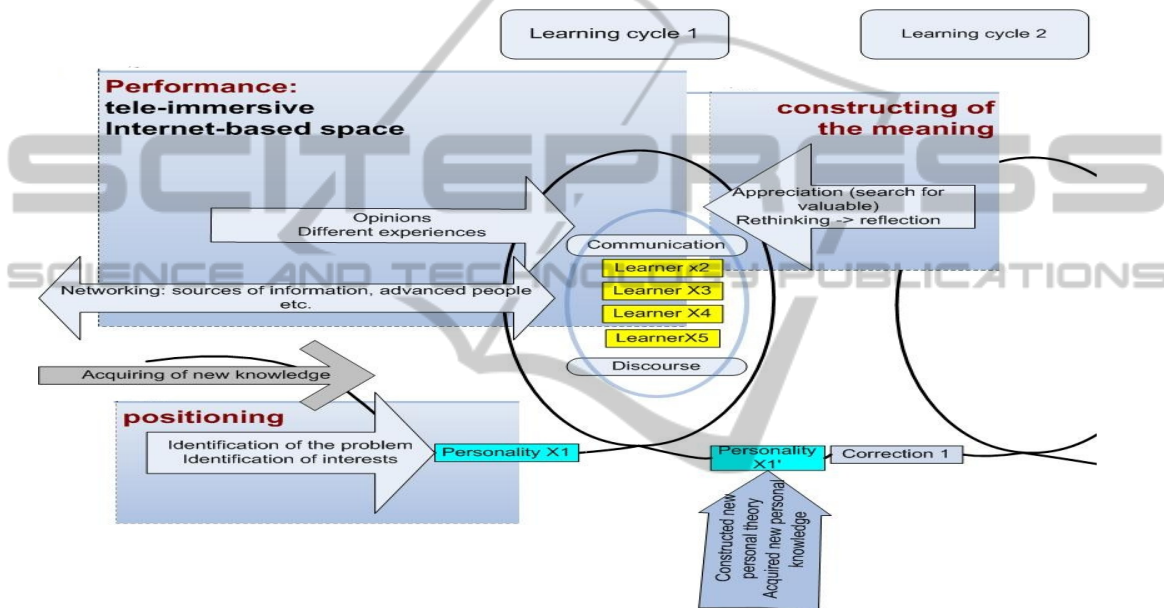 Learning cycle 1
Learning cycle 2
Performance:
tele-immersive
Internet-based space
constructing of
the meaning
SCITEPRESS
SCIENCE AND TECHNOLOGY PUBLICATIONS
Appreciation (search for
valuable)
Rethinking -> reflection
Opinions
Different experiences
Communication
Learner x2
Learner X3
Learner X4
LearnerX5
Discourse
Networking: sources of information, advanced people
etc.
Acquiring of new knowledge
positioning
Identification of the problem
Identification of interests
Personality X1
Personality
X1'
Correction 1
Constructed new
personal theory
Acquired new personal
knowledge